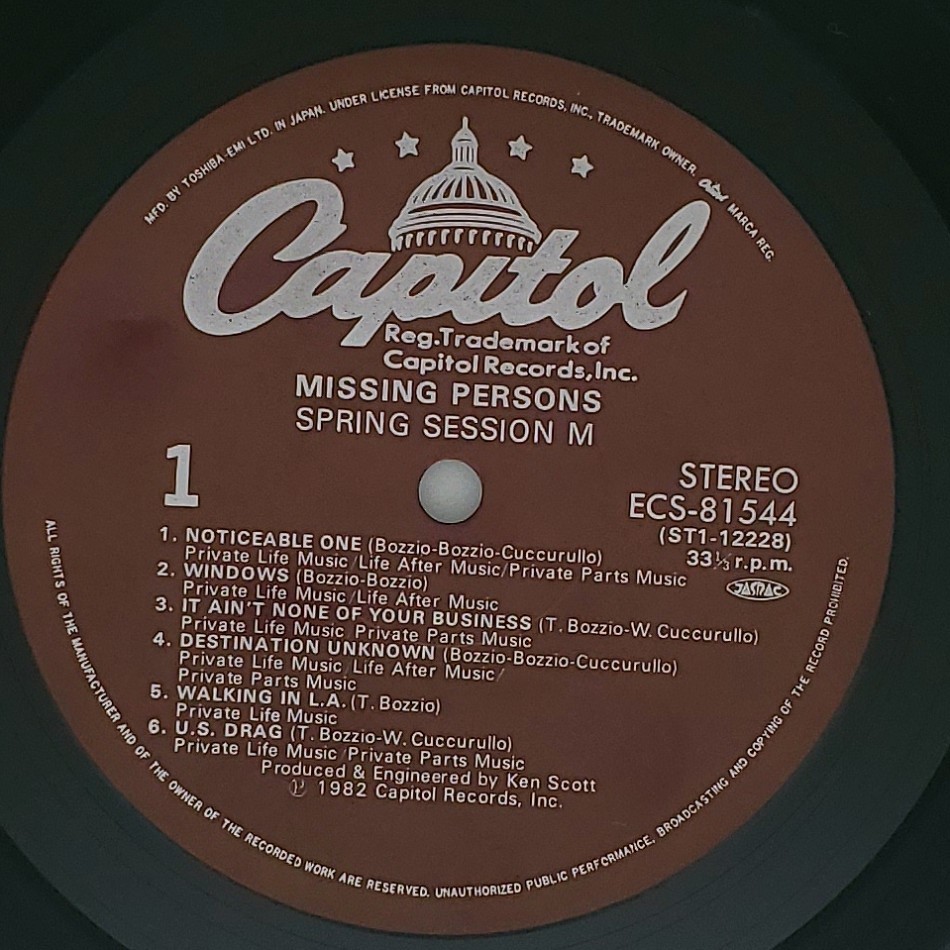 MFD. BY TOSHIBA-EMI LTD. IN JAPAN. UNDER LICENSE FROM CAPITOL RECORDS, INC., TRADEMARK OWNER. Capitol MARCA REG.
Capitol
Reg.Trademark of
Capitol Records,Inc.
MISSING PERSONS
SPRING SESSION M
1
STEREO
ECS-81544
(ST1-12228)
33⅓ r.p.m.
JASRAC
1. NOTICEABLE ONE (Bozzio-Bozzio-Cuccurullo)
Private Life Music/Life After Music/Private Parts Music
2. WINDOWS (Bozzio-Bozzio)
Private Life Music/Life After Music
3. IT AIN'T NONE OF YOUR BUSINESS (T. Bozzio-W. Cuccurullo)
Private Life Music Private Parts Music
4. DESTINATION UNKNOWN (Bozzio-Bozzio-Cuccurullo)
Private Life Music Life After Music/
Private Parts Music
5. WALKING IN L.A. (T. Bozzio)
Private Life Music
6. U.S. DRAG (T. Bozzio-W. Cuccurullo)
Private Life Music/Private Parts Music
Produced & Engineered by Ken Scott
℗ 1982 Capitol Records, Inc.
ALL RIGHTS OF THE MANUFACTURER AND OF THE OWNER OF THE RECORDED WORK ARE RESERVED. UNAUTHORIZED PUBLIC PERFORMANCE, BROADCASTING AND COPYING OF THE RECORD PROHIBITED.